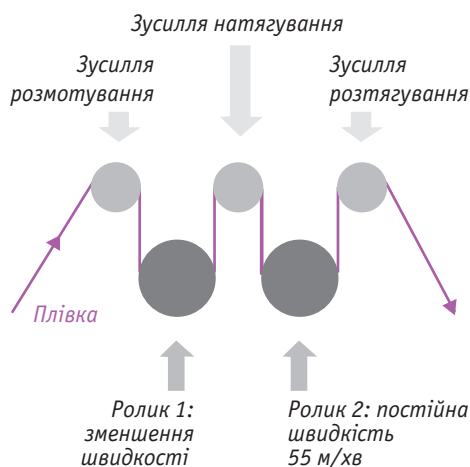 Зусилля натягування
Зусилля
розмотування
Зусилля
розтягування
Плівка
Ролик 1:
зменшення
швидкості
Ролик 2: постійна
швидкість
55 м/хв